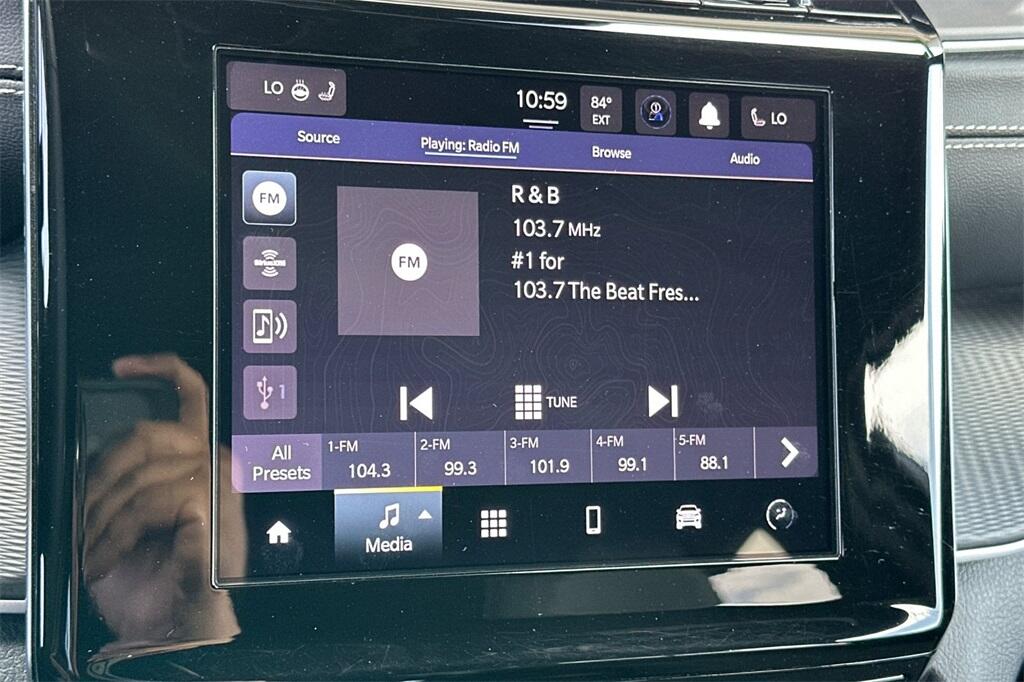 LO
10:59
84°
EXT
LO
Source
Playing: Radio FM
Browse
Audio
FM
SiriusXM
1
FM
R & B
103.7 MHz
#1 for
103.7 The Beat Fres...
TUNE
All
Presets
1-FM
104.3
2-FM
99.3
3-FM
101.9
4-FM
99.1
5-FM
88.1
Media